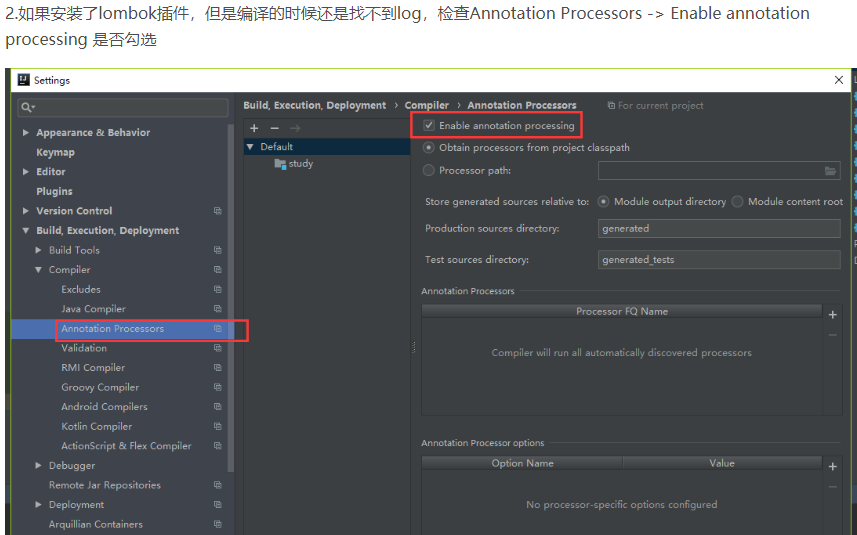 2.如果安装了lombok插件，但是编译的时候还是找不到log，检查Annotation Processors -> Enable annotation
processing 是否勾选
Settings
Appearance & Behavior
Keymap
Editor
Plugins
Version Control
Build, Execution, Deployment
Build Tools
Compiler
Excludes
Java Compiler
Annotation Processors
Validation
RMI Compiler
Groovy Compiler
Android Compilers
Kotlin Compiler
ActionScript & Flex Compiler
Debugger
Remote Jar Repositories
Deployment
Arquillian Containers
Build, Execution, Deployment › Compiler › Annotation Processors For current project
Default
study
Enable annotation processing
Obtain processors from project classpath
Processor path:
Store generated sources relative to: Module output directory Module content root
Production sources directory: generated
Test sources directory: generated_tests
Annotation Processors
Processor FQ Name
Compiler will run all automatically discovered processors
Annotation Processor options
Option Name Value
No processor-specific options configured